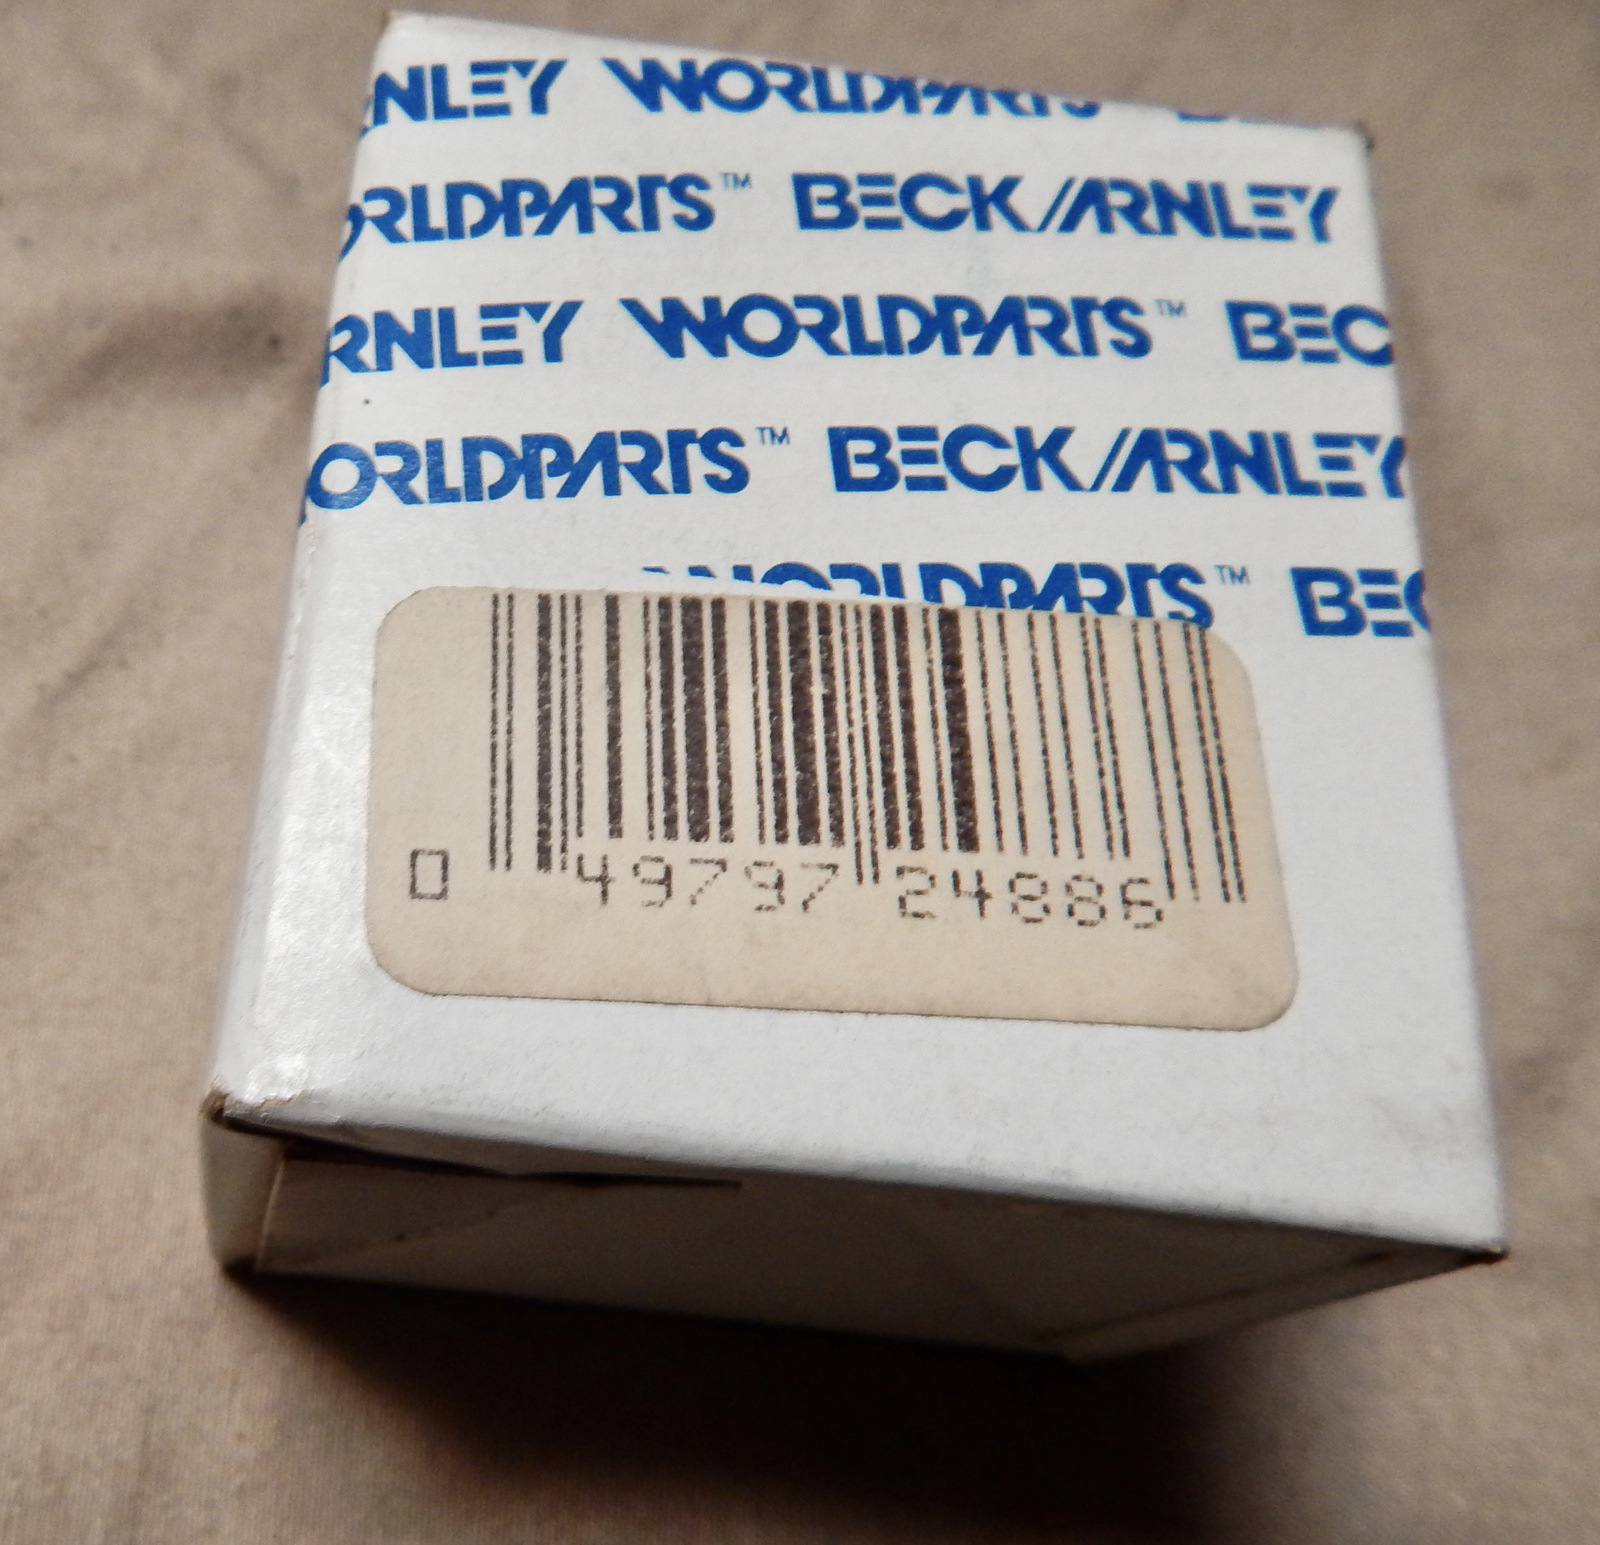 RNLEY WORLDPARTS
ORLDPARTS™ BECK//ARNLEY
RNLEY WORLDPARTS™ BEC
ORLDPARTS™ BECK//ARNLEY
WORLDPARTS™ BEC
0 49797 24886